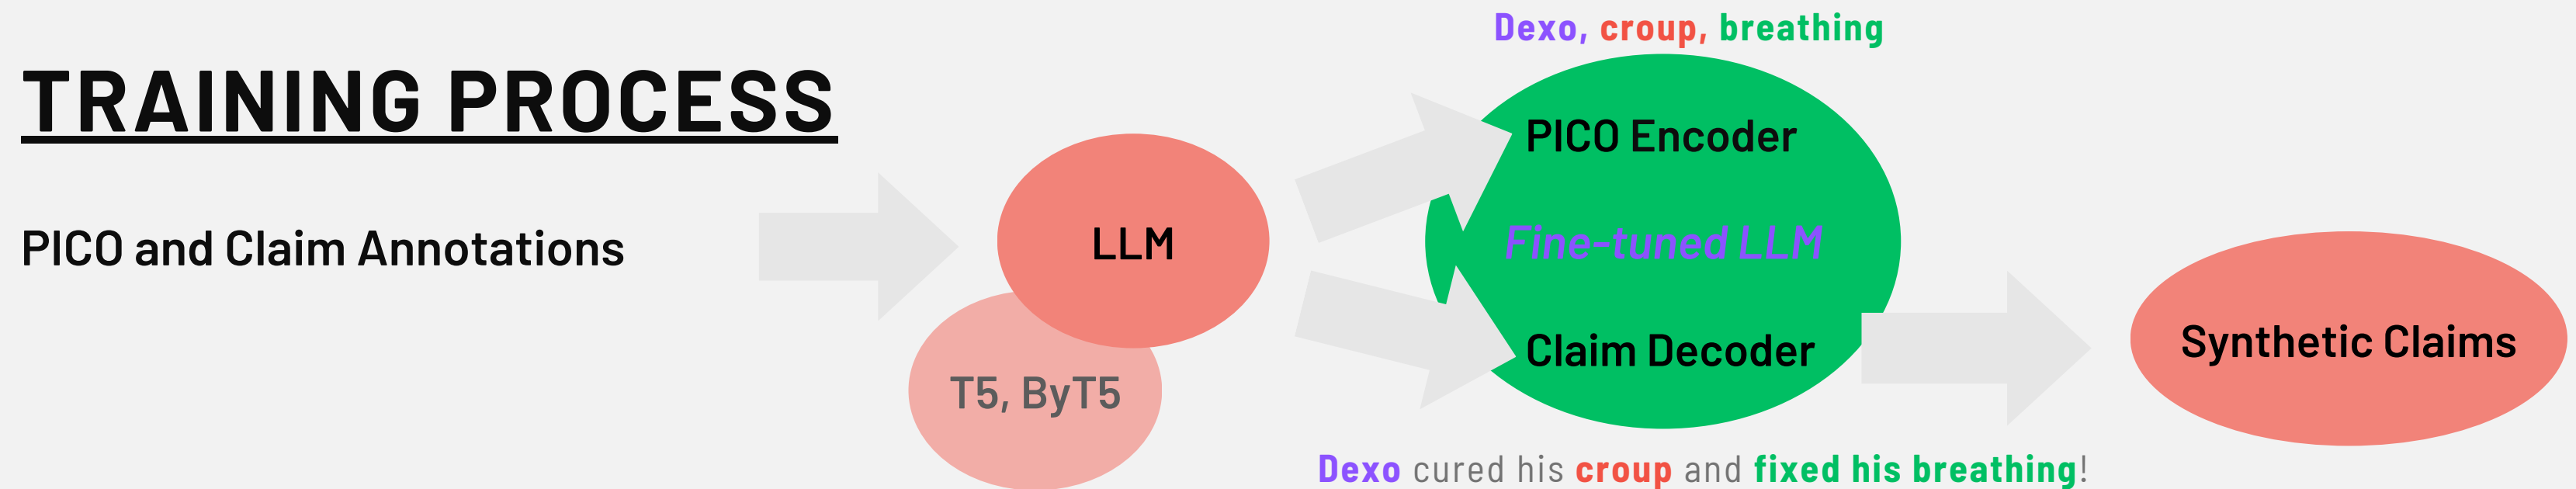 TRAINING PROCESS
PICO and Claim Annotations
LLM
T5, ByT5
Dexo, croup, breathing
PICO Encoder
Fine-tuned LLM
Claim Decoder
Dexo cured his croup and fixed his breathing!
Synthetic Claims